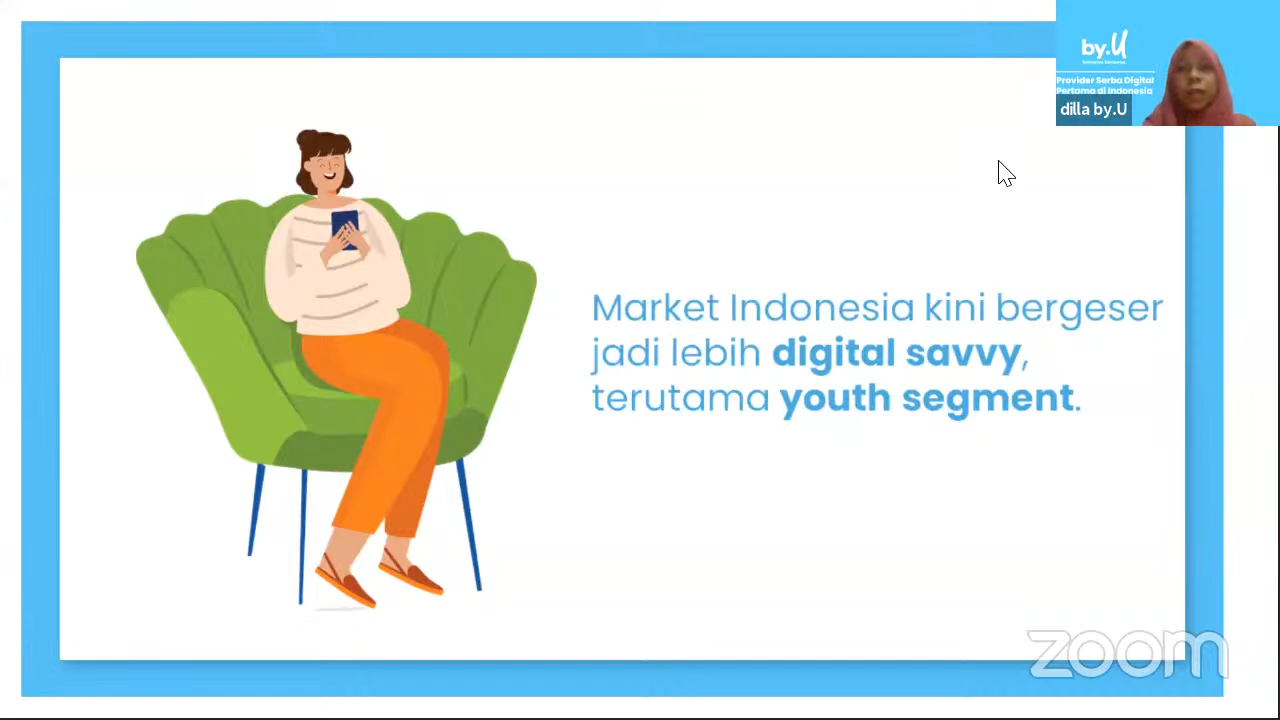 by.U
Provider Serba Digital
Pertama di Indonesia
dilla by.U
Market Indonesia kini bergeser
jadi lebih digital savvy,
terutama youth segment.
zoom